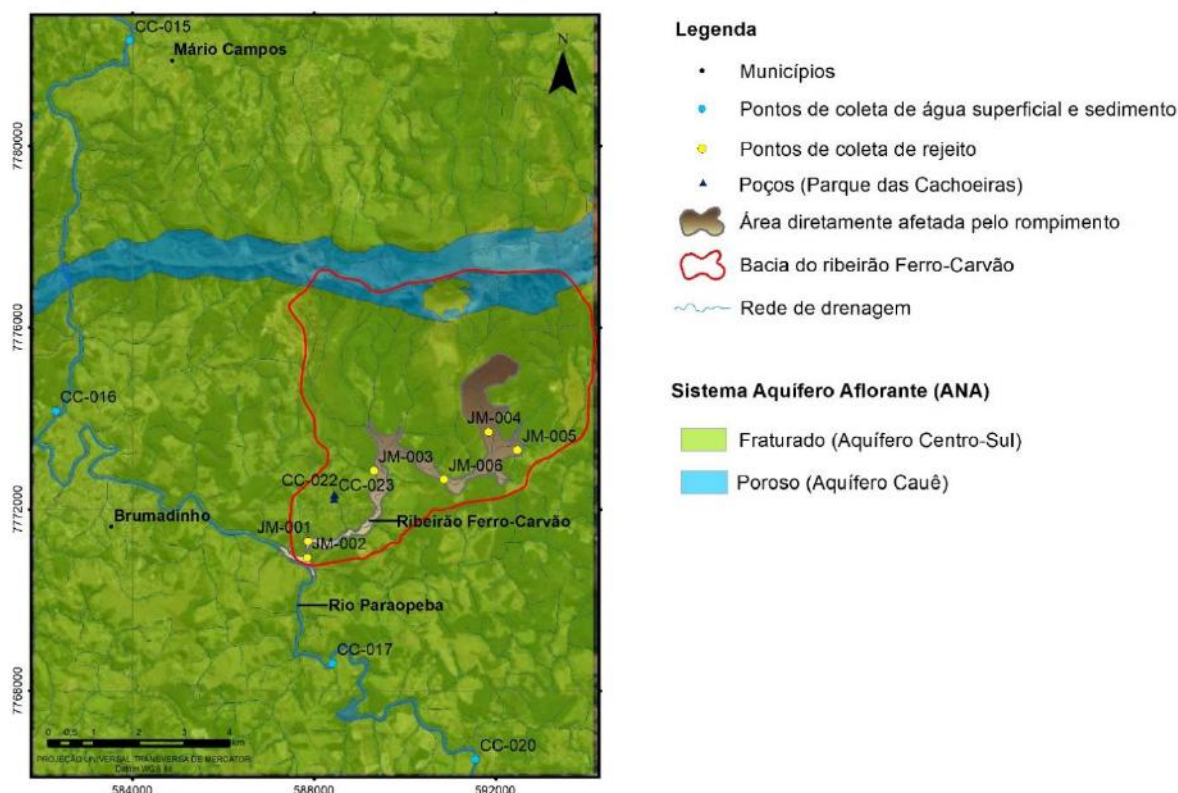 CC-015
Mário Campos
N
7780000
7776000
CC-016
JM-004
JM-005
JM-003
JM-006
CC-022
CC-023
7772000
Brumadinho
JM-001
Ribeirão Ferro-Carvão
JM-002
Rio Paraopeba
CC-017
7768000
CC-020
0 0,5 1 2 3 4
km
PROJEÇÃO UNIVERSAL TRANSVERSA DE MERCATOR
Datum WGS 84
584000
588000
592000
Legenda
Municípios
Pontos de coleta de água superficial e sedimento
Pontos de coleta de rejeito
Poços (Parque das Cachoeiras)
Área diretamente afetada pelo rompimento
Bacia do ribeirão Ferro-Carvão
Rede de drenagem
Sistema Aquífero Aflorante (ANA)
Fraturado (Aquífero Centro-Sul)
Poroso (Aquífero Cauê)